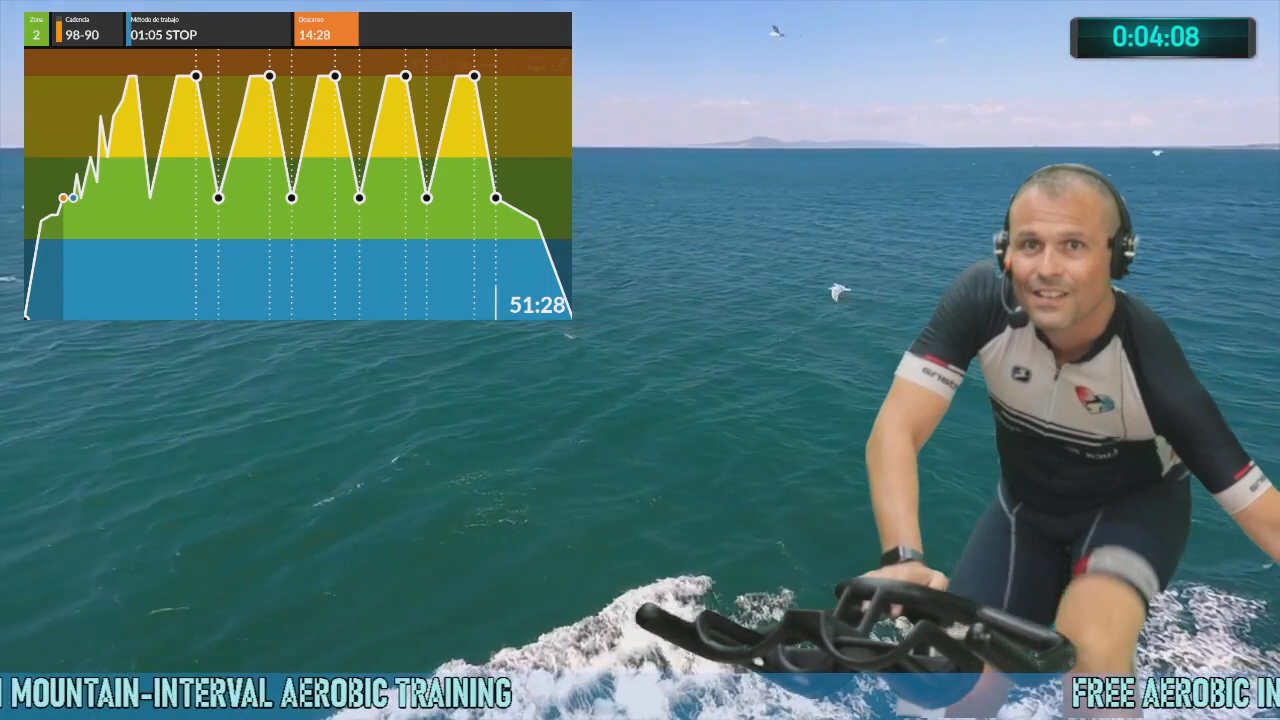 Zona
2
Cadencia
98-90
Método de trabajo
01:05 STOP
Descanso
14:28
0:04:08
51:28
MOUNTAIN-INTERVAL AEROBIC TRAINING
FREE AEROBIC IN